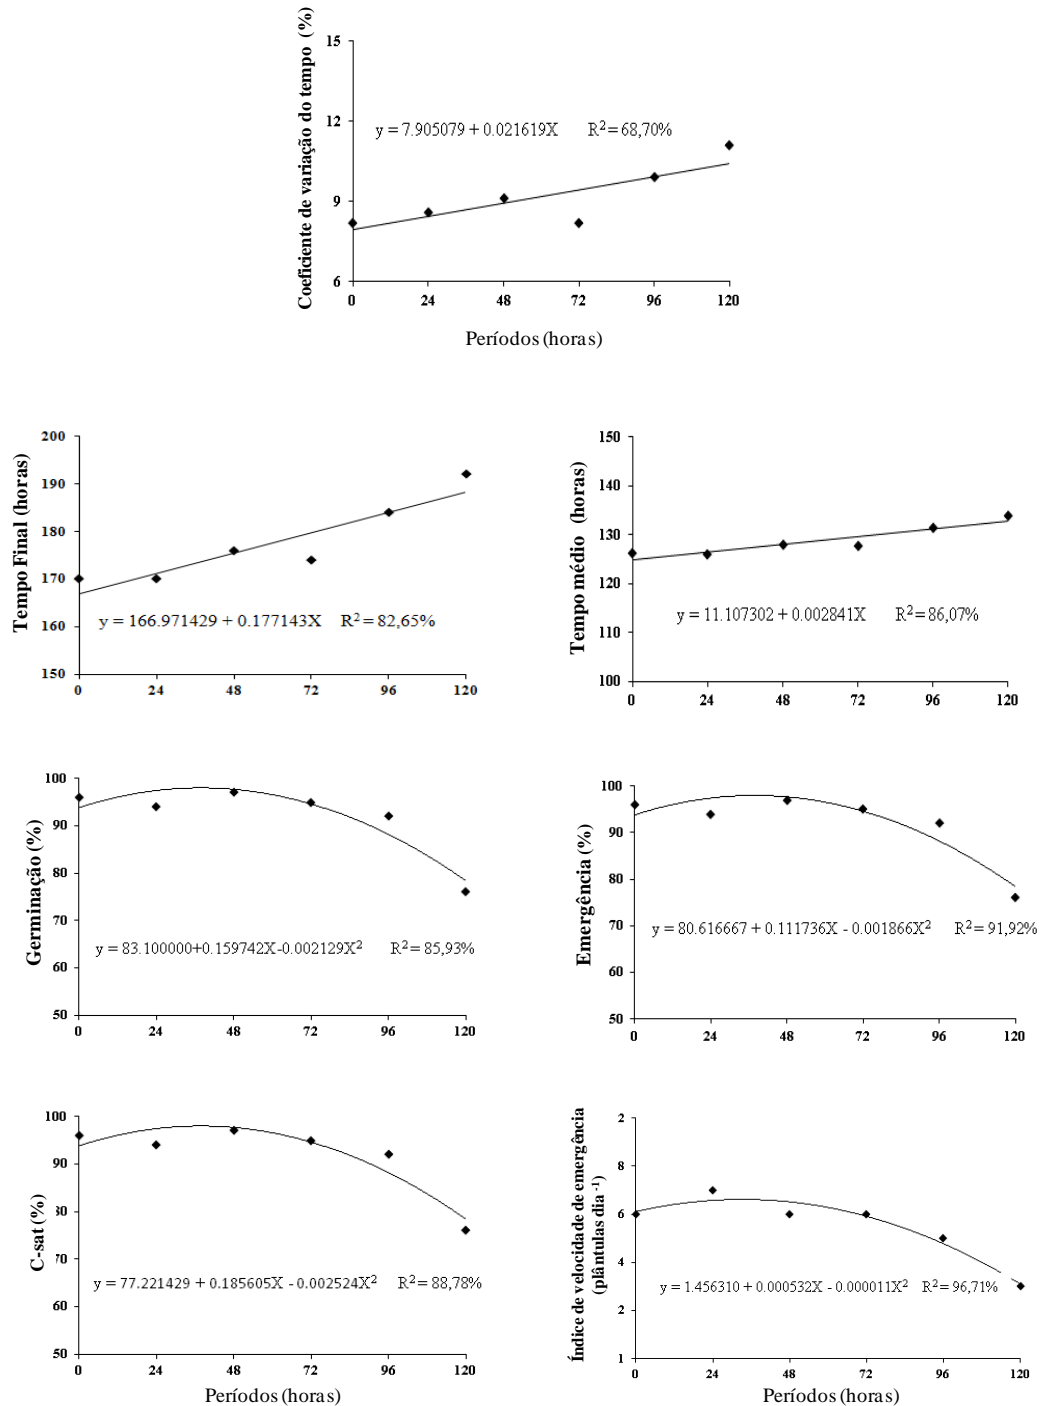 Coeficiente de variação do tempo (%)
15
12
9
6
y = 7.905079 + 0.021619X R² = 68,70%
0 24 48 72 96 120
Períodos (horas)
Tempo Final (horas)
200
190
180
170
160
150
y = 166.971429 + 0.177143X R² = 82,65%
0 24 48 72 96 120
Tempo médio (horas)
150
140
130
120
110
100
y = 11.107302 + 0.002841X R² = 86,07%
0 24 48 72 96 120
Germinação (%)
100
90
80
70
60
50
y = 83.100000+0.159742X-0.002129X² R² = 85,93%
0 24 48 72 96 120
Emergência (%)
100
90
80
70
60
50
y = 80.616667 + 0.111736X - 0.001866X² R² = 91,92%
0 24 48 72 96 120
C-sat (%)
100
90
80
70
60
50
y = 77.221429 + 0.185605X - 0.002524X² R² = 88,78%
0 24 48 72 96 120
Períodos (horas)
Índice de velocidade de emergência
(plântulas dia ⁻¹)
2
8
6
4
2
1
y = 1.456310 + 0.000532X - 0.000011X² R² = 96,71%
0 24 48 72 96 120
Períodos (horas)